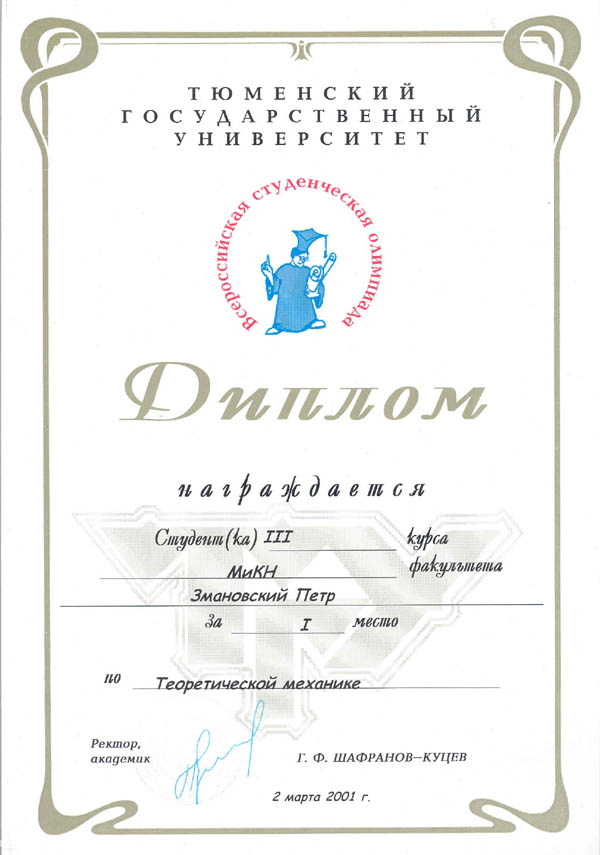 ТЮМЕНСКИЙ
ГОСУДАРСТВЕННЫЙ
УНИВЕРСИТЕТ
Всероссийская студенческая олимпиада
Диплом
награждается
Студент(ка) III курса
МиКН факультета
Змановский Петр
За I место
по Теоретической механике
Ректор,
академик Г. Ф. ШАФРАНОВ-КУЦЕВ
2 марта 2001 г.